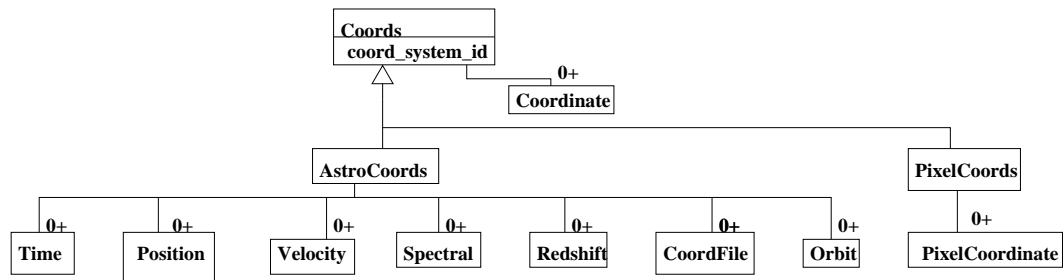 Coords
coord_system_id
0+
Coordinate
AstroCoords
PixelCoords
0+ 0+ 0+ 0+ 0+ 0+ 0+ 0+
Time Position Velocity Spectral Redshift CoordFile Orbit PixelCoordinate